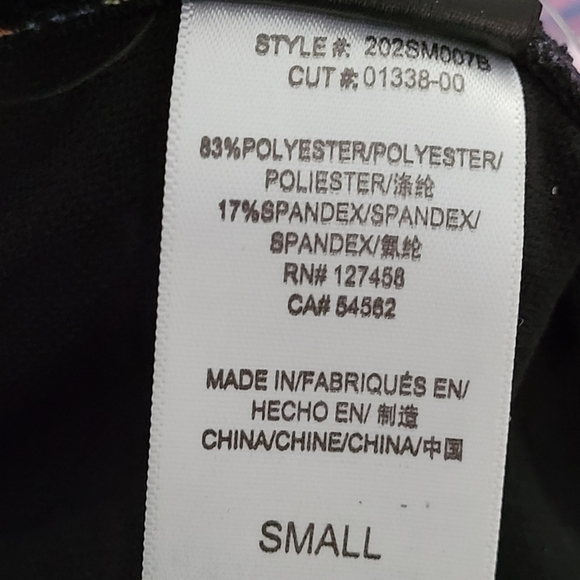 STYLE #: 202SM007B
CUT #: 01338-00
83%POLYESTER/POLYESTER/
POLIESTER/涤纶
17%SPANDEX/SPANDEX/
SPANDEX/氨纶
RN# 127458
CA# 54562
MADE IN/FABRIQUÉS EN/
HECHO EN/ 制造
CHINA/CHINE/CHINA/中国
SMALL